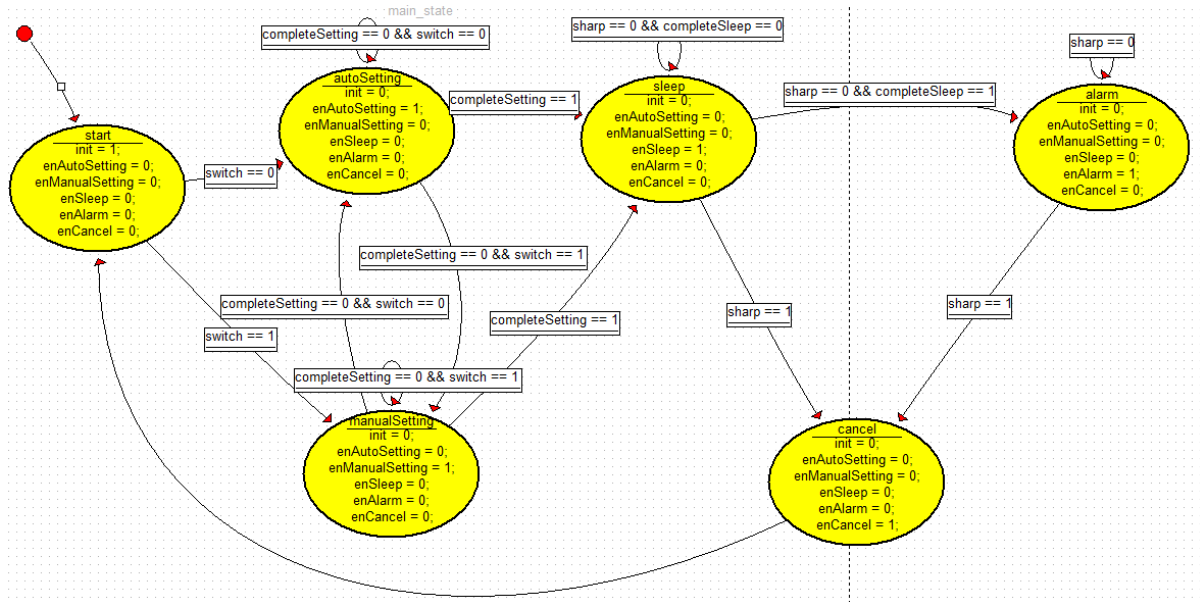 main_state
completeSetting == 0 && switch == 0
sharp == 0 && completeSleep == 0
sharp == 0
autoSetting
init = 0;
enAutoSetting = 1;
enManualSetting = 0;
enSleep = 0;
enAlarm = 0;
enCancel = 0;
completeSetting == 1
sleep
init = 0;
enAutoSetting = 0;
enManualSetting = 0;
enSleep = 1;
enAlarm = 0;
enCancel = 0;
sharp == 0 && completeSleep == 1
alarm
init = 0;
enAutoSetting = 0;
enManualSetting = 0;
enSleep = 0;
enAlarm = 1;
enCancel = 0;
start
init = 1;
enAutoSetting = 0;
enManualSetting = 0;
enSleep = 0;
enAlarm = 0;
enCancel = 0;
switch == 0
completeSetting == 0 && switch == 1
completeSetting == 0 && switch == 0
switch == 1
completeSetting == 1
sharp == 1
sharp == 1
completeSetting == 0 && switch == 1
manualSetting
init = 0;
enAutoSetting = 0;
enManualSetting = 1;
enSleep = 0;
enAlarm = 0;
enCancel = 0;
cancel
init = 0;
enAutoSetting = 0;
enManualSetting = 0;
enSleep = 0;
enAlarm = 0;
enCancel = 1;